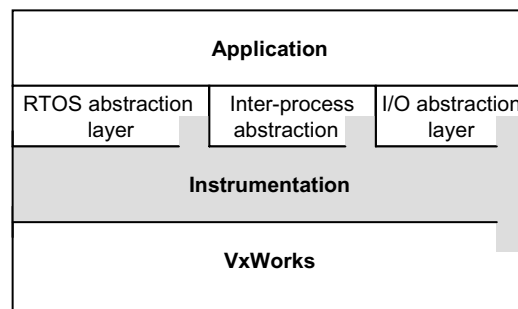 Application
RTOS abstraction
layer
Inter-process
abstraction
I/O abstraction
layer
Instrumentation
VxWorks